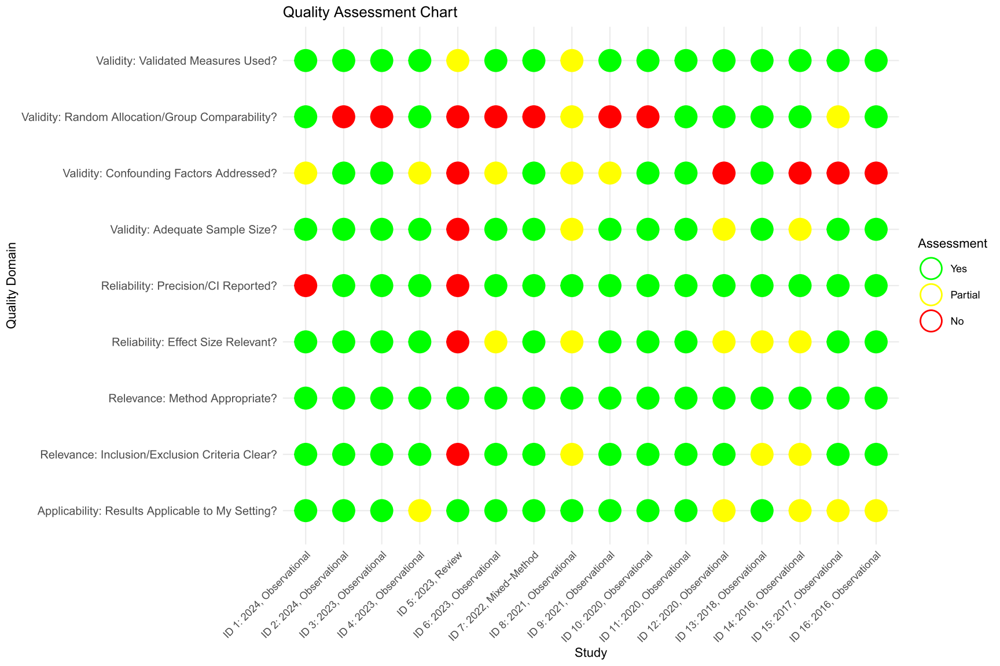 Quality Assessment Chart
Validity: Validated Measures Used?
Validity: Random Allocation/Group Comparability?
Validity: Confounding Factors Addressed?
Validity: Adequate Sample Size?
Reliability: Precision/CI Reported?
Reliability: Effect Size Relevant?
Relevance: Method Appropriate?
Relevance: Inclusion/Exclusion Criteria Clear?
Applicability: Results Applicable to My Setting?
Quality Domain
ID 1: 2024, Observational
ID 2: 2024, Observational
ID 3: 2023, Observational
ID 4: 2023, Observational
ID 5: 2023, Review
ID 6: 2023, Observational
ID 7: 2022, Mixed−Method
ID 8: 2021, Observational
ID 9: 2021, Observational
ID 10: 2020, Observational
ID 11: 2020, Observational
ID 12: 2020, Observational
ID 13: 2018, Observational
ID 14: 2016, Observational
ID 15: 2017, Observational
ID 16: 2016, Observational
Study
Assessment
Yes
Partial
No